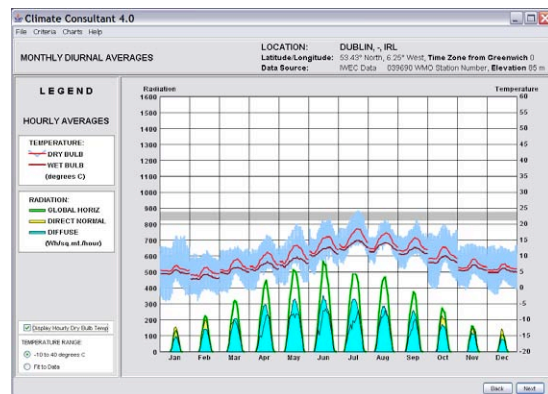 Climate Consultant 4.0
File Criteria Charts Help
MONTHLY DIURNAL AVERAGES
LOCATION: DUBLIN, -, IRL
Latitude/Longitude: 53.43° North, 6.25° West, Time Zone from Greenwich 0
Data Source: IWEC Data 039690 WMO Station Number, Elevation 85 m
LEGEND
HOURLY AVERAGES
TEMPERATURE:
DRY BULB
WET BULB
(degrees C)
RADIATION:
GLOBAL HORIZ
DIRECT NORMAL
DIFFUSE
(Wh/sq.mt./hour)
Display Hourly Dry Bulb Temp
TEMPERATURE RANGE:
-10 to 40 degrees C
Fit to Data
Radiation
1600
1500
1400
1300
1200
1100
1000
900
800
700
600
500
400
300
200
100
0
Temperature
60
55
50
45
40
35
30
25
20
15
10
5
0
-5
-10
-15
-20
Jan Feb Mar Apr May Jun Jul Aug Sep Oct Nov Dec
Back Next